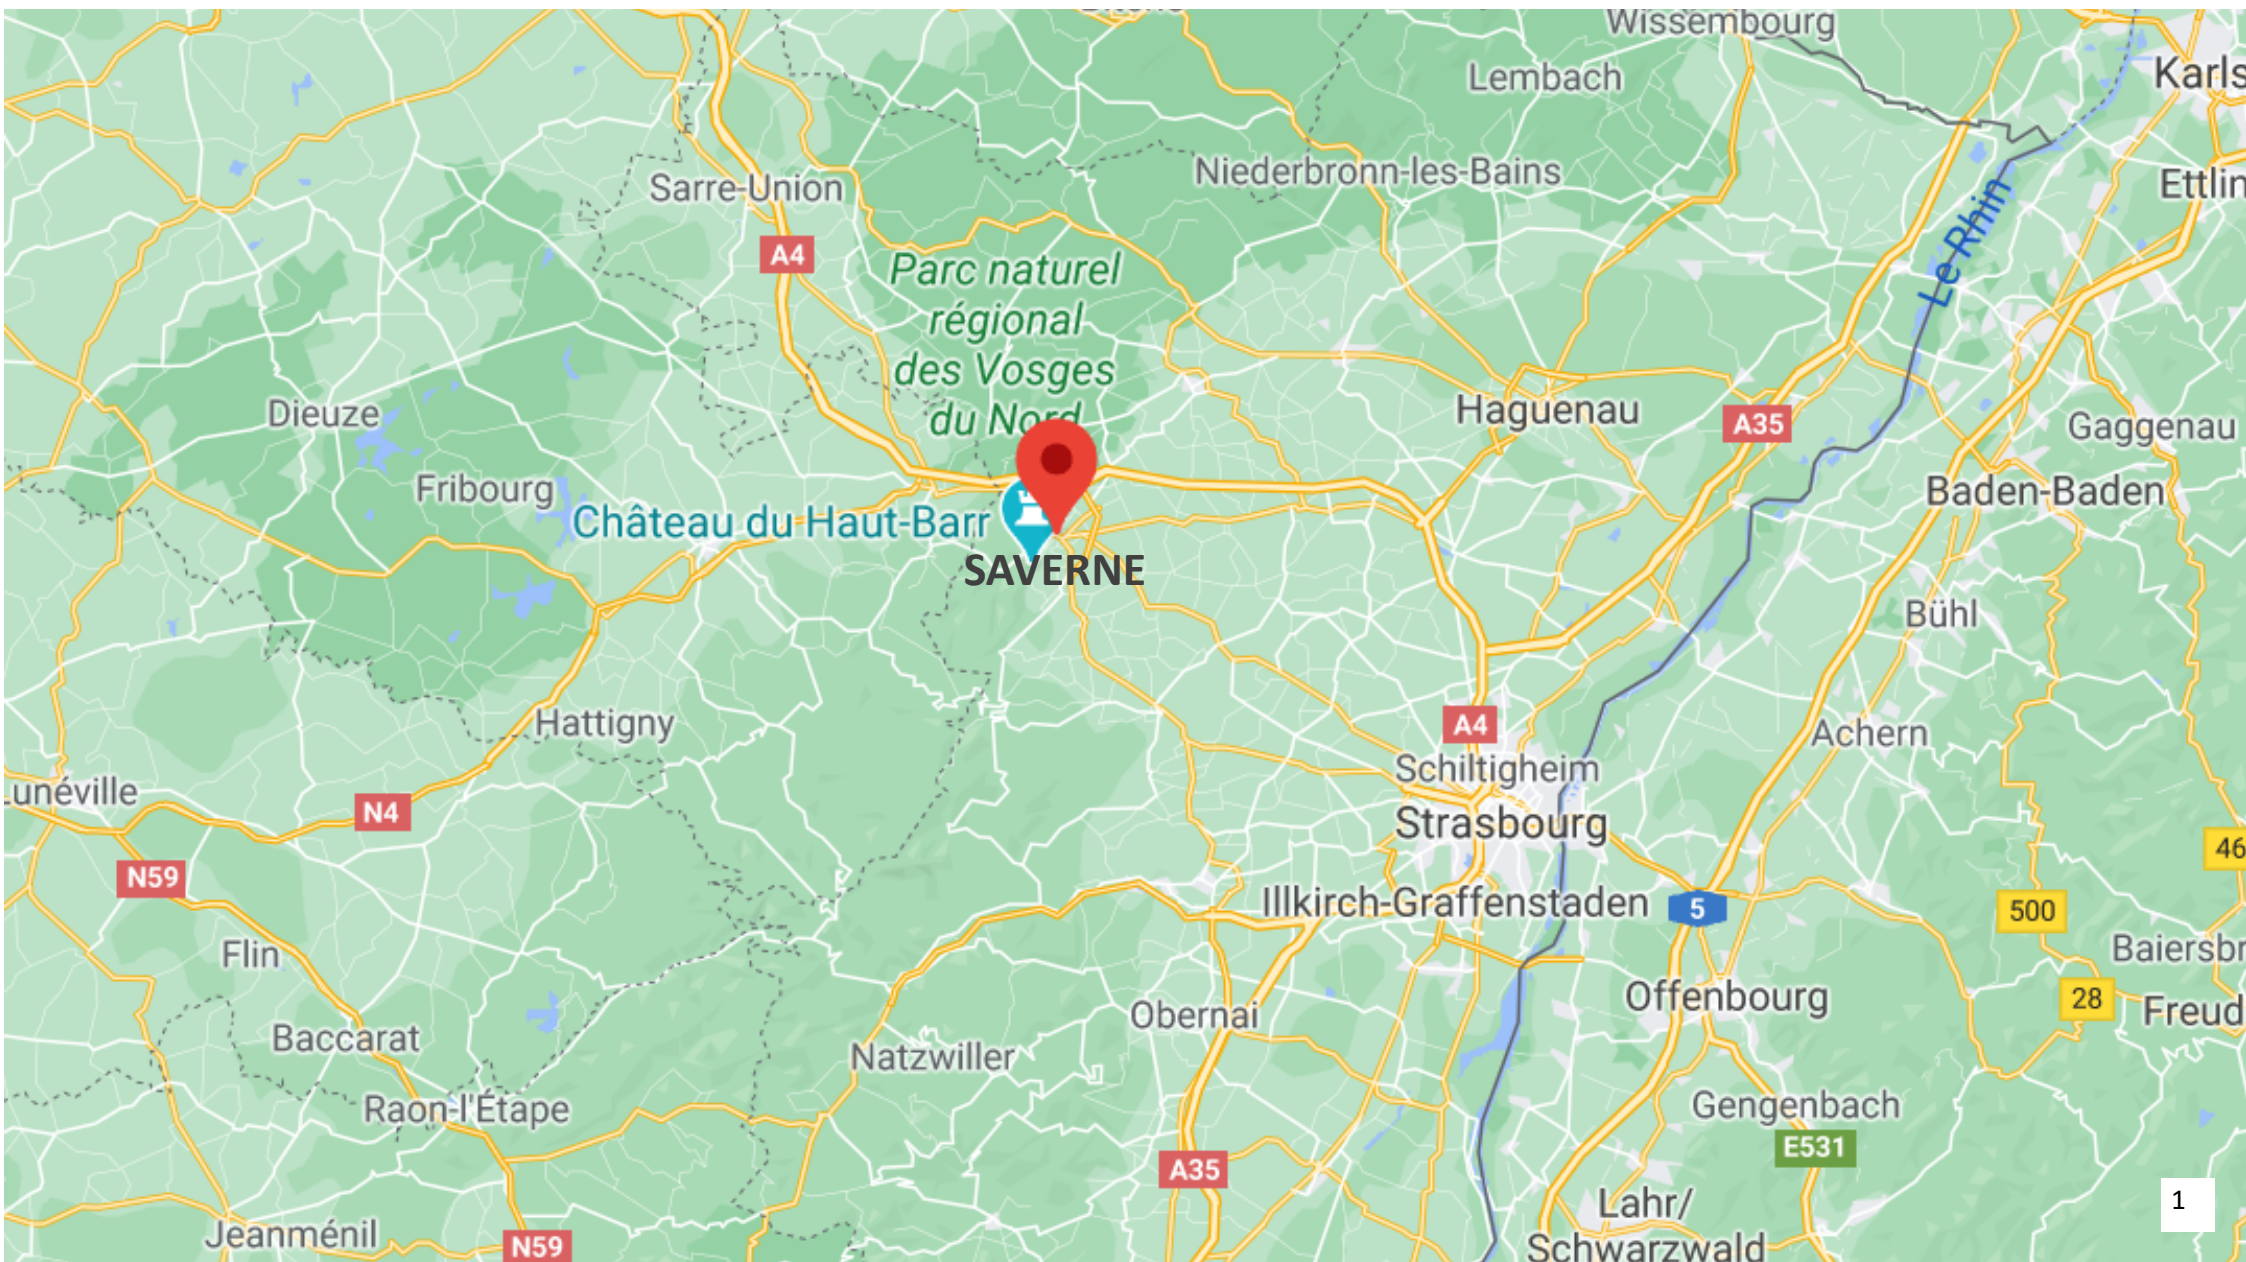 Wissembourg
Lembach
Karls
Niederbronn-les-Bains
Ettlin
Sarre-Union
Le Rhin
A4
Parc naturel
régional
des Vosges
du Nord
Dieuze
Haguenau
A35
Gaggenau
Fribourg
Baden-Baden
Château du Haut-Barr
SAVERNE
Bühl
Hattigny
A4
Achern
Schiltigheim
unéville
N4
Strasbourg
46
N59
Illkirch-Graffenstaden
5
500
Flin
Baiersbr
Offenbourg
28
Freud
Obernai
Baccarat
Natzwiller
Raon-l'Étape
Gengenbach
E531
A35
Lahr/
Schwarzwald
1
Jeanménil
N59